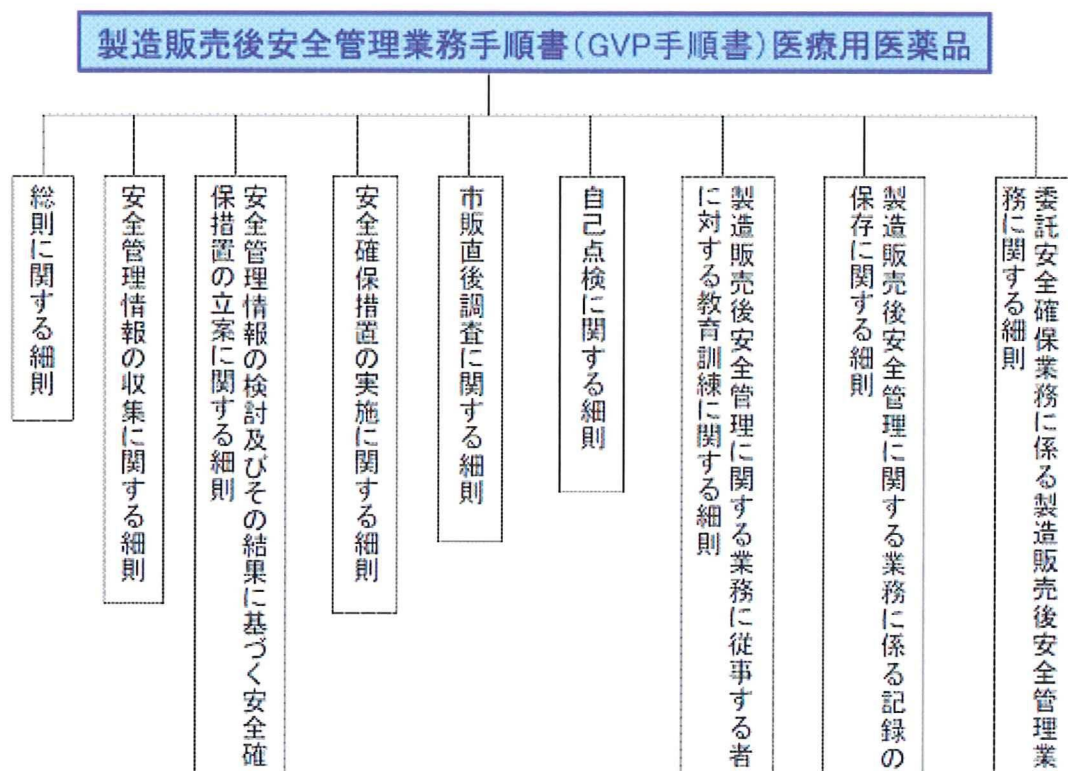 製造販売後安全管理業務手順書(GVP手順書)医療用医薬品
総則に関する細則
安全管理情報の収集に関する細則
安全管理情報の検討及びその結果に基づく安全確
保措置の立案に関する細則
安全確保措置の実施に関する細則
市販直後調査に関する細則
自己点検に関する細則
製造販売後安全管理に関する業務に従事する者
に対する教育訓練に関する細則
製造販売後安全管理に関する業務に係る記録の
保存に関する細則
委託安全確保業務に係る製造販売後安全管理業
務に関する細則